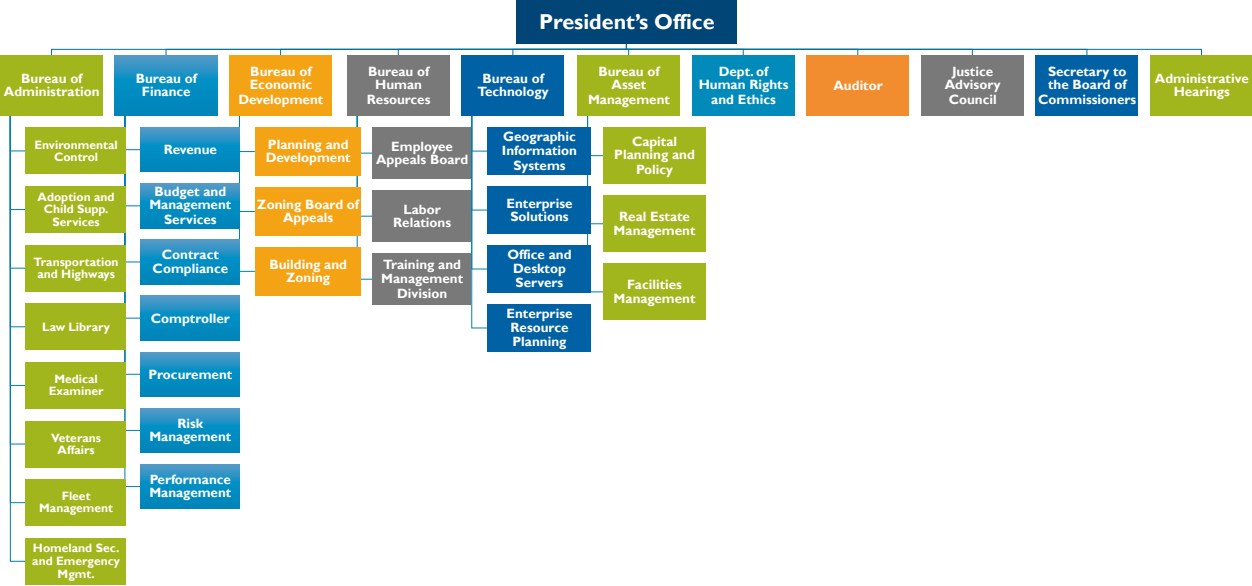 President’s Office
Bureau of
Administration
Bureau of
Finance
Bureau of
Economic
Development
Bureau of
Human
Resources
Bureau of
Technology
Bureau of
Asset
Management
Dept. of
Human Rights
and Ethics
Auditor
Justice
Advisory
Council
Secretary to
the Board of
Commissioners
Administrative
Hearings
Environmental
Control
Adoption and
Child Supp.
Services
Transportation
and Highways
Law Library
Medical
Examiner
Veterans
Affairs
Fleet
Management
Homeland Sec.
and Emergency
Mgmt.
Revenue
Budget and
Management
Services
Contract
Compliance
Comptroller
Procurement
Risk
Management
Performance
Management
Planning and
Development
Zoning Board of
Appeals
Building and
Zoning
Employee
Appeals Board
Labor
Relations
Training and
Management
Division
Geographic
Information
Systems
Enterprise
Solutions
Office and
Desktop
Servers
Enterprise
Resource
Planning
Capital
Planning and
Policy
Real Estate
Management
Facilities
Management